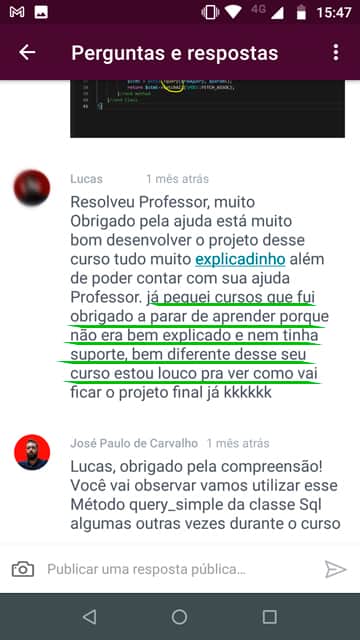 4G 15:47
Perguntas e respostas
Lucas 1 mês atrás
Resolveu Professor, muito
Obrigado pela ajuda está muito
bom desenvolver o projeto desse
curso tudo muito explicadinho além
de poder contar com sua ajuda
Professor. já peguei cursos que fui
obrigado a parar de aprender porque
não era bem explicado e nem tinha
suporte, bem diferente desse seu
curso estou louco pra ver como vai
ficar o projeto final já kkkkkk
José Paulo de Carvalho 1 mês atrás
Lucas, obrigado pela compreensão!
Você vai observar vamos utilizar esse
Método query_simple da classe Sql
algumas outras vezes durante o curso
Publicar uma resposta pública...